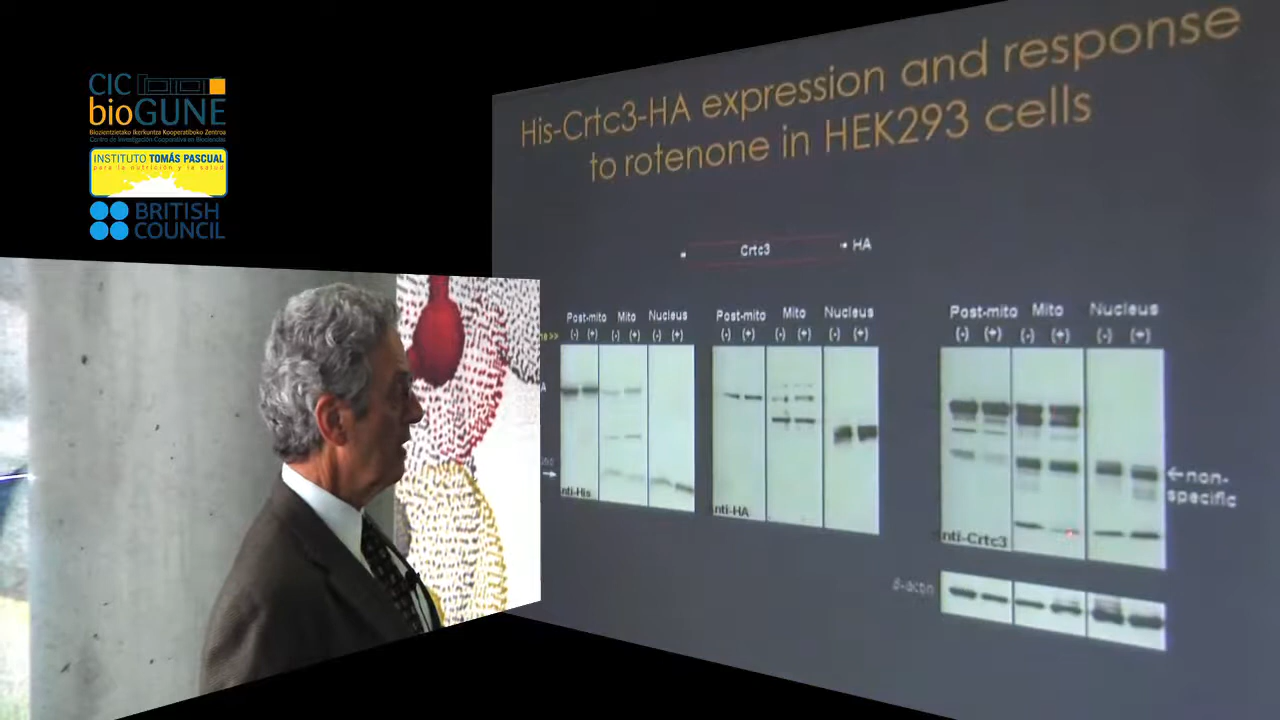 CIC
bioGUNE
Biozientzietako Ikerkuntza Kooperatiboko Zentroa
Centro de Investigación Cooperativa en Biociencias
INSTITUTO TOMÁS PASCUAL
para la nutrición y la salud
BRITISH
COUNCIL
His-Crtc3-HA expression and response
to rotenone in HEK293 cells
Crtc3
HA
Post-mito Mito Nucleus
(-) (+) (-) (+) (-) (+)
nti-His
Post-mito Mito Nucleus
(-) (+) (-) (+) (-) (+)
nti-HA
Post-mito Mito Nucleus
(-) (+) (-) (+) (-) (+)
←non-
specific
nti-Crtc3
β-actin